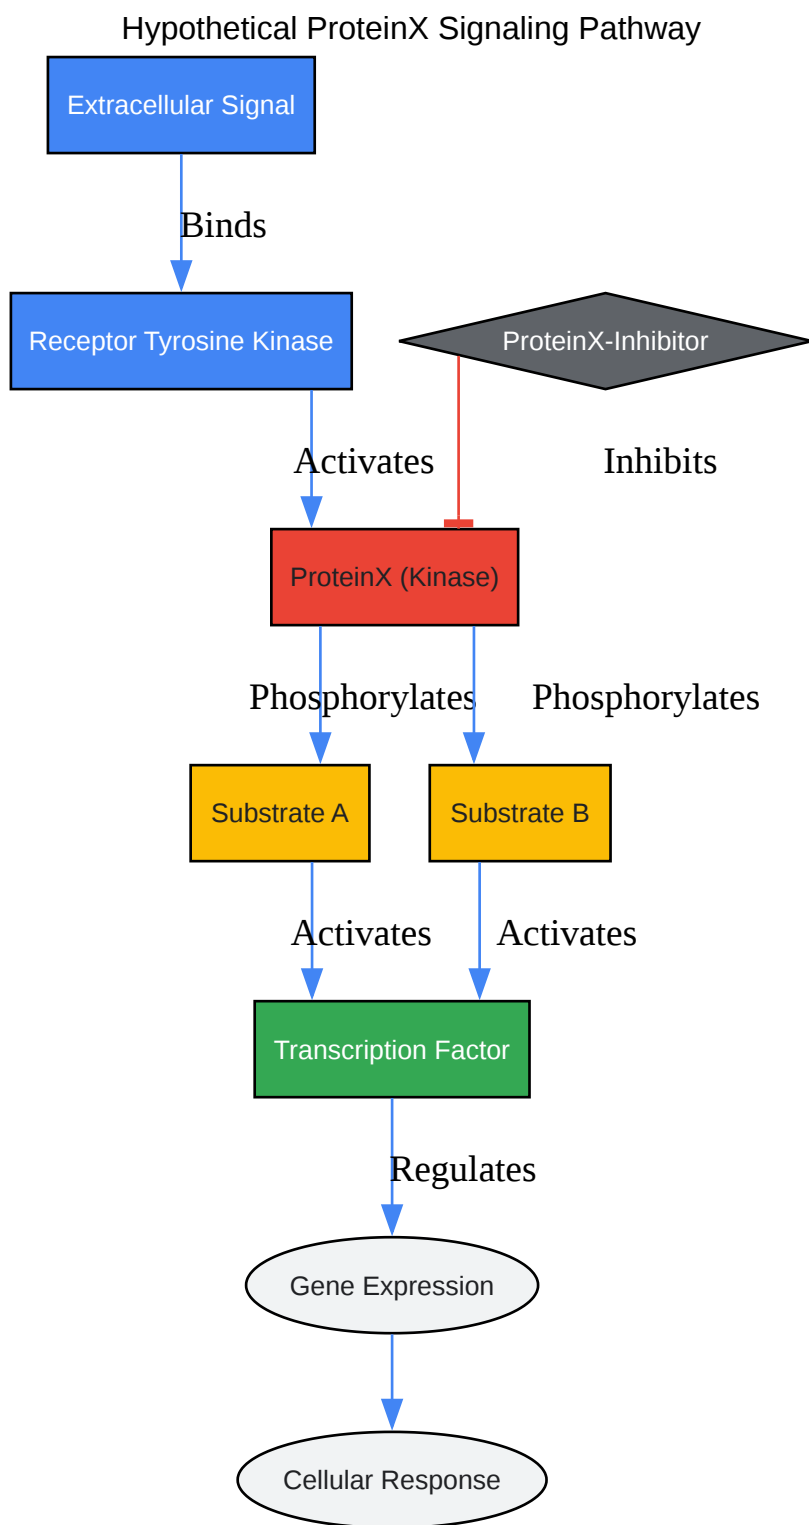 Hypothetical ProteinX Signaling Pathway
Extracellular Signal
Binds
Receptor Tyrosine Kinase
ProteinX-Inhibitor
Activates
Inhibits
ProteinX (Kinase)
Phosphorylates
Phosphorylates
Substrate A
Substrate B
Activates
Activates
Transcription Factor
Regulates
Gene Expression
Cellular Response